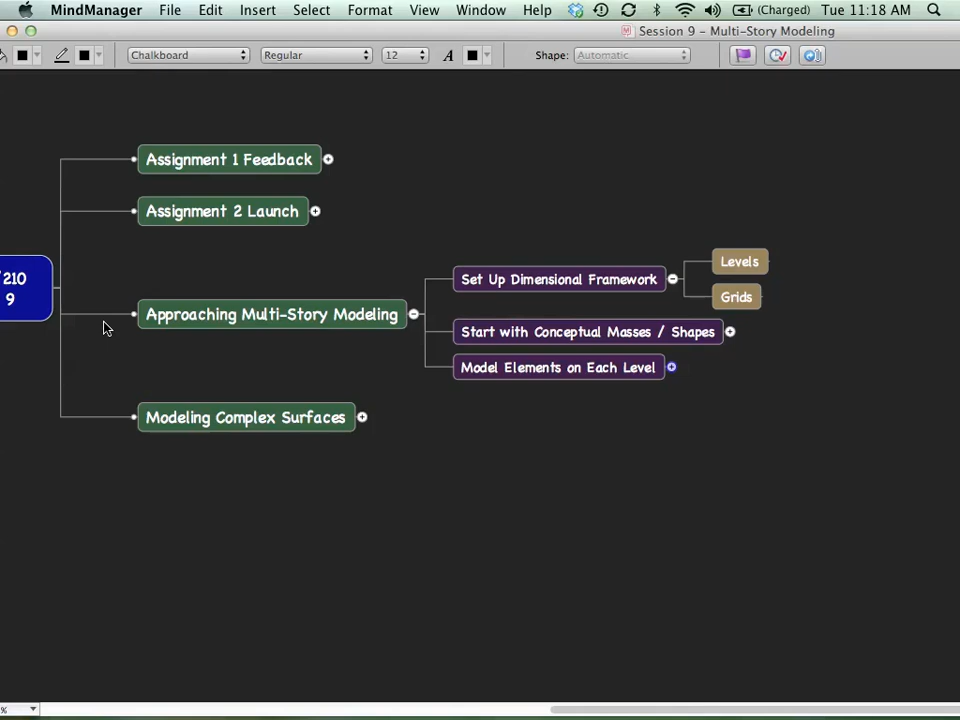 MindManager File Edit Insert Select Format View Window Help (Charged) Tue 11:18 AM
Session 9 - Multi-Story Modeling
Chalkboard Regular 12 A Shape: Automatic
Assignment 1 Feedback
Assignment 2 Launch
210
9
Approaching Multi-Story Modeling
Set Up Dimensional Framework
Levels
Grids
Start with Conceptual Masses / Shapes
Model Elements on Each Level
Modeling Complex Surfaces
%